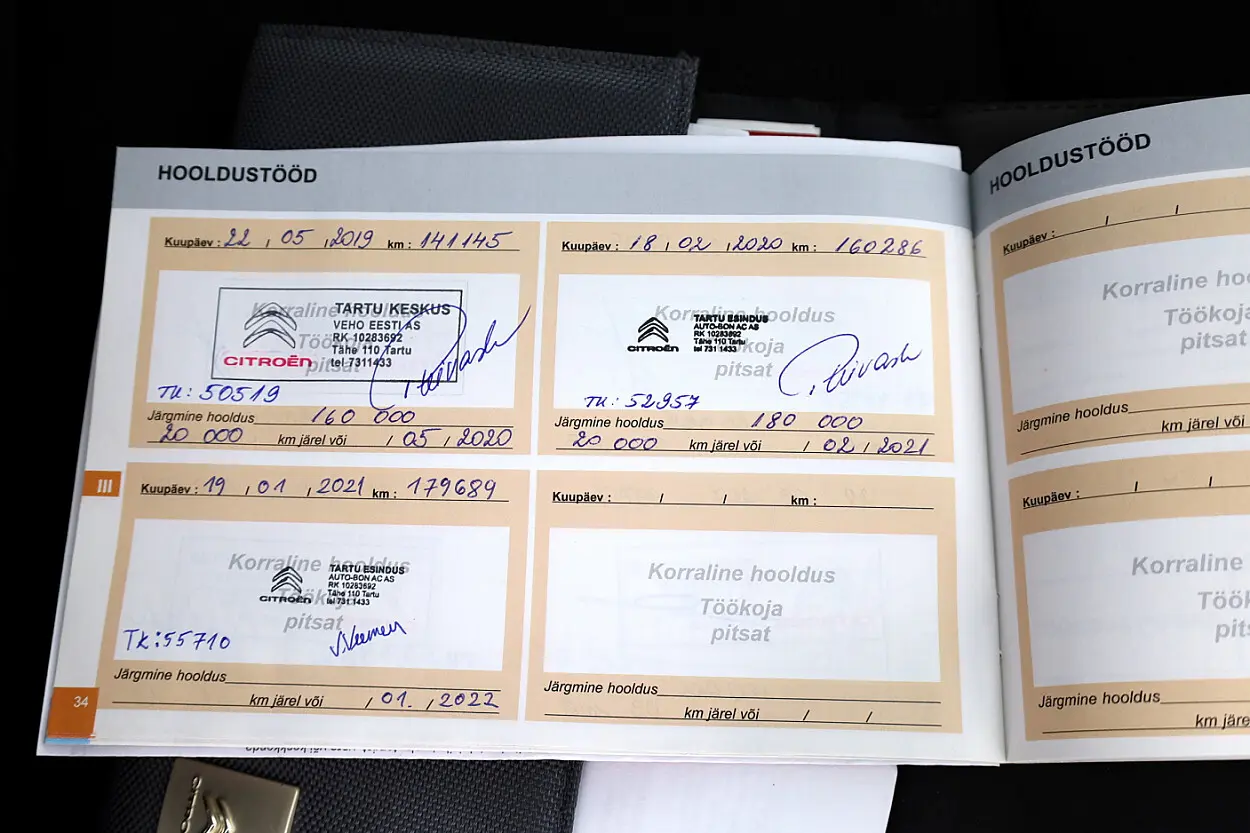 HOOLDUSTÖÖD
Kuupäev : 22 / 05 / 2019 km : 141145
Korraline hooldus
Töökoja
pitsat
CITROËN
TARTU KESKUS
VEHO EESTI AS
RK 10283692
Tähe 110 Tartu
tel 7311433
TK: 50519
Järgmine hooldus 160 000
20 000 km järel või / 05 / 2020
Kuupäev : 18 / 02 / 2020 km : 160286
Korraline hooldus
Töökoja
pitsat
CITROËN
TARTU ESINDUS
AUTO-BON AC AS
RK 10283692
Tähe 110 Tartu
tel 731 1433
TK: 52957
Järgmine hooldus 180 000
20 000 km järel või / 02 / 2021
III
Kuupäev : 19 / 01 / 2021 km : 179689
Korraline hooldus
Töökoja
pitsat
CITROËN
TARTU ESINDUS
AUTO-BON AC AS
RK 10283692
Tähe 110 Tartu
tel 731 1433
TK: 55710
Järgmine hooldus
km järel või / 01. / 2022
Kuupäev : / / km :
Korraline hooldus
Töökoja
pitsat
Järgmine hooldus
km järel või / /
34
HOOLDUSTÖÖD
Kuupäev : / /
Korraline
Töökoja
pitsat
Järgmine hooldus
km järel või
Kuupäev : / /
Korraline
Järgmine hooldus
km järel